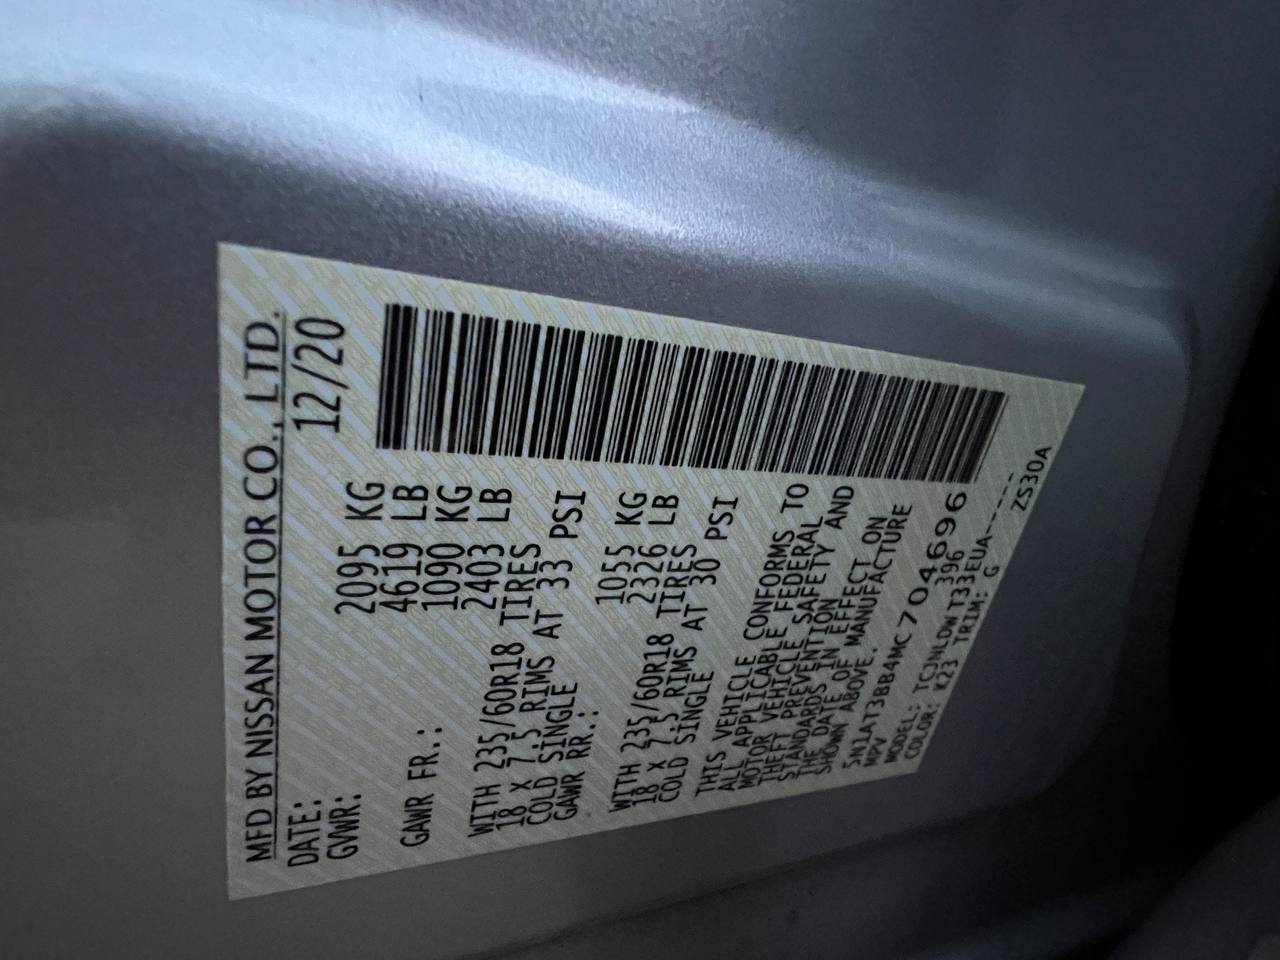 MFD BY NISSAN MOTOR CO., LTD.
DATE: 12/20
GVWR: 2095 KG
4619 LB
GAWR FR.: 1090 KG
2403 LB
WITH 235/60R18 TIRES
18 X 7.5 RIMS AT 33 PSI
COLD SINGLE
GAWR RR.: 1055 KG
2326 LB
WITH 235/60R18 TIRES
18 X 7.5 RIMS AT 30 PSI
COLD SINGLE
THIS VEHICLE CONFORMS TO
ALL APPLICABLE FEDERAL
MOTOR VEHICLE SAFETY AND
THEFT PREVENTION
STANDARDS IN EFFECT ON
THE DATE OF MANUFACTURE
SHOWN ABOVE.
5N1AT3BB4MC704696
MPV 396
MODEL: TCJNLDWT33EUA------
COLOR: K23 TRIM: G ZS30A